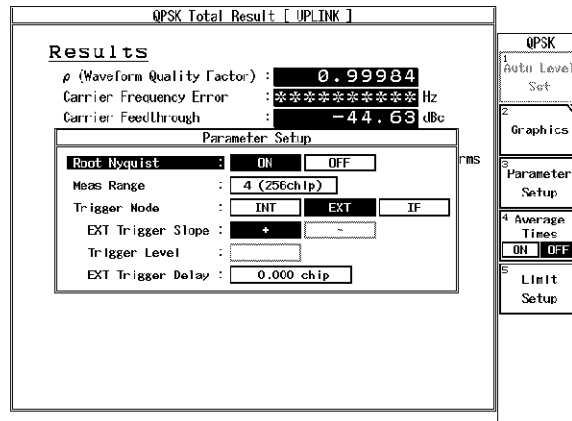 QPSK Total Result [ UPLINK ]
Results
ρ (Waveform Quality Factor) : 0.99984
Carrier Frequency Error : ********** Hz
Carrier Feedthrough : -44.63 dBc
Parameter Setup
rms
Root Nyquist : ON OFF
Meas Range : 4 (256chip)
Trigger Mode : INT EXT IF
EXT Trigger Slope : + -
Trigger Level :
EXT Trigger Delay : 0.000 chip
QPSK
1 Auto Level
Set
2
Graphics
3
Parameter
Setup
4 Average
Times
ON OFF
5
Limit
Setup